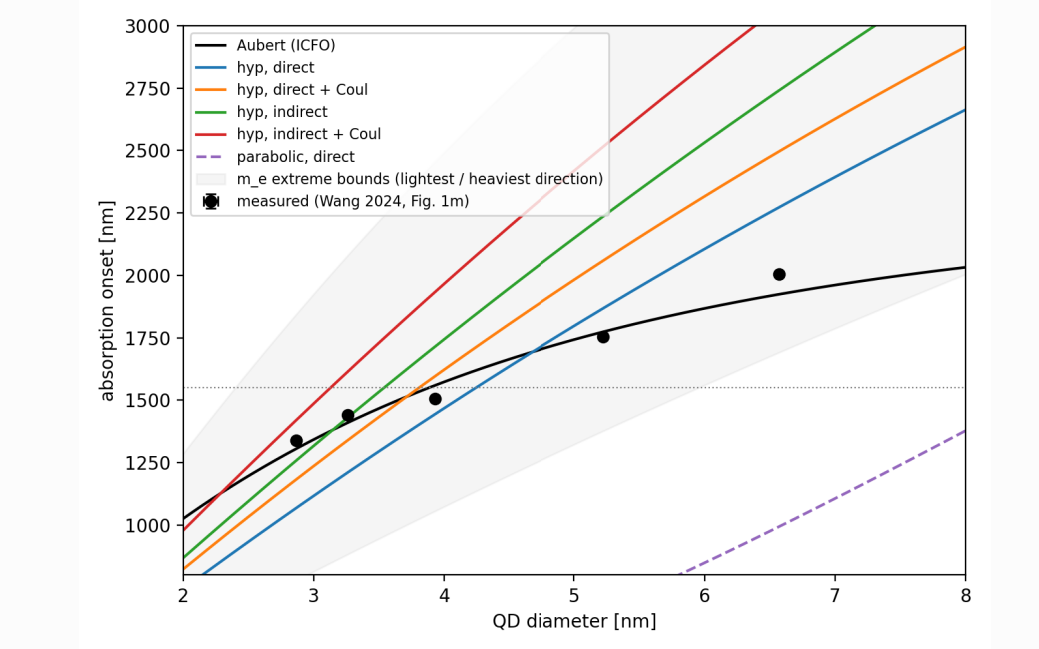 3000
2750
2500
2250
2000
1750
1500
1250
1000
absorption onset [nm]
Aubert (ICFO)
hyp, direct
hyp, direct + Coul
hyp, indirect
hyp, indirect + Coul
parabolic, direct
m_e extreme bounds (lightest / heaviest direction)
measured (Wang 2024, Fig. 1m)
2 3 4 5 6 7 8
QD diameter [nm]